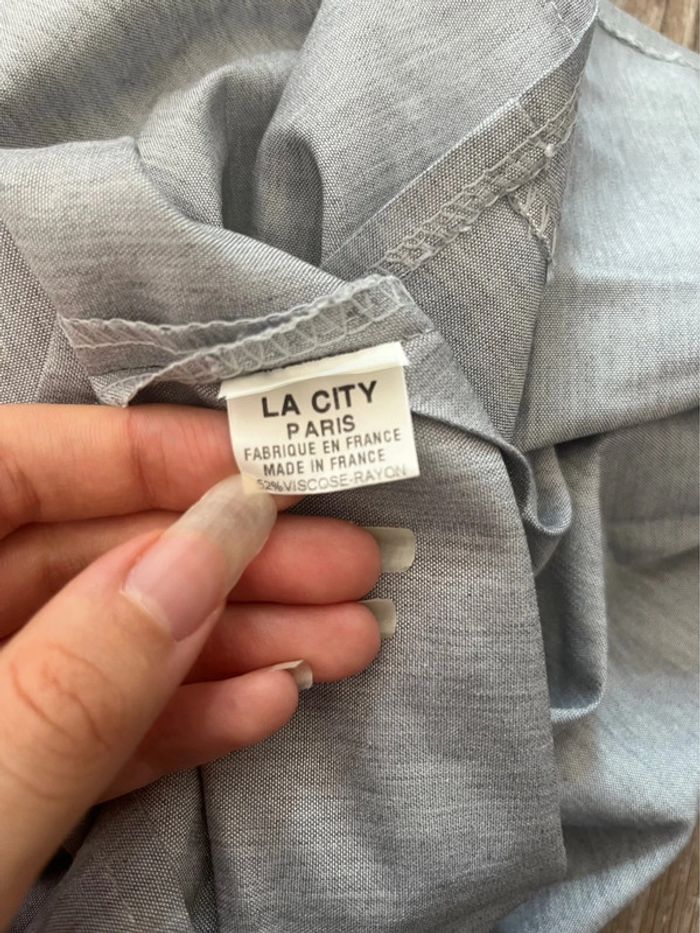 LA CITY
PARIS
FABRIQUE EN FRANCE
MADE IN FRANCE
52%VISCOSE-RAYON